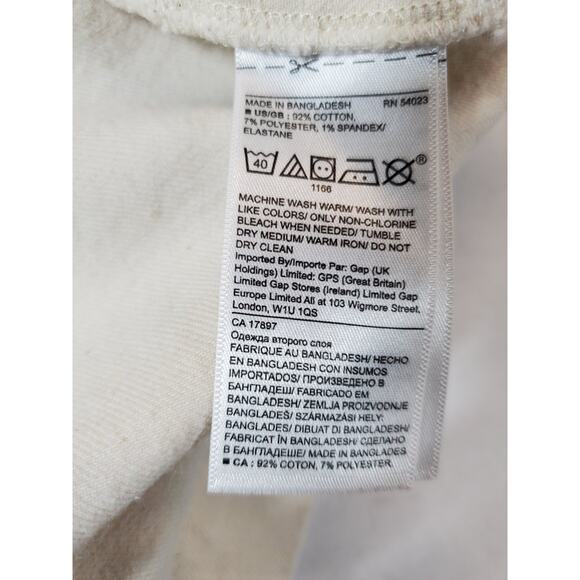 MADE IN BANGLADESH RN 54023
■ US/GB : 92% COTTON,
7% POLYESTER, 1% SPANDEX/
ELASTANE
40
®
1166
MACHINE WASH WARM/ WASH WITH
LIKE COLORS/ ONLY NON-CHLORINE
BLEACH WHEN NEEDED/ TUMBLE
DRY MEDIUM/ WARM IRON/ DO NOT
DRY CLEAN
Imported By/Importe Par: Gap (UK
Holdings) Limited: GPS (Great Britain)
Limited Gap Stores (Ireland) Limited Gap
Europe Limited All at 103 Wigmore Street,
London, W1U 1QS
CA 17897
Одежда второго слоя
FABRIQUE AU BANGLADESH/ HECHO
EN BANGLADESH CON INSUMOS
IMPORTADOS/ ПРОИЗВЕДЕНО В
БАНГЛАДЕШ/ FABRICADO EM
BANGLADESH/ ZEMLJA PROIZVODNJE
BANGLADEŠ/ SZÁRMAZÁSI HELY:
BANGLADES/ DIBUAT DI BANGLADESH/
FABRICAT ÎN BANGLADESH/ СДЕЛАНО
В БАНГЛАДЕШЕ/ MADE IN BANGLADES
■ CA : 92% COTON, 7% POLYESTER,